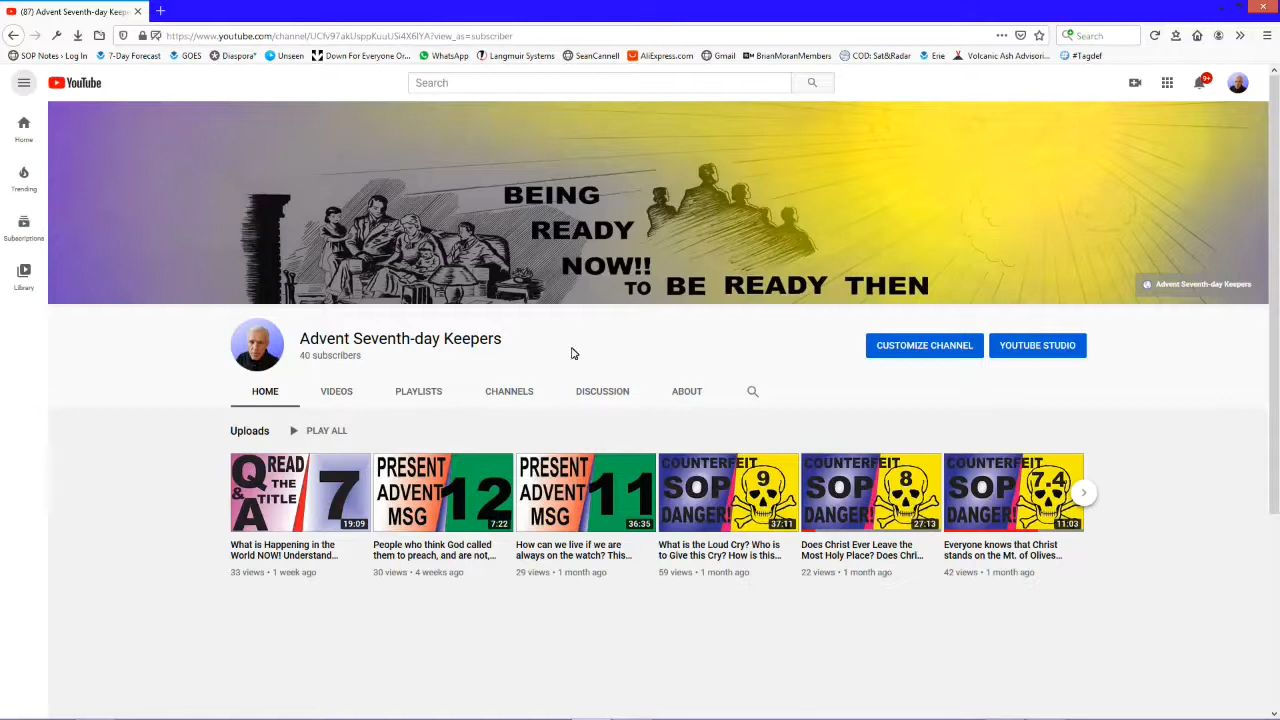 (87) Advent Seventh-day Keep
https://www.youtube.com/channel/UCfv97akUsppKuuUSi4X6IYA?view_as=subscriber
Search
SOP Notes ‹ Log In 7-Day Forecast GOES Diaspora* Unseen Down For Everyone Or... WhatsApp Langmuir Systems SeanCannell AliExpress.com Gmail BrianMoranMembers COD: Sat&Radar Erie Volcanic Ash Advisori... #Tagdef
YouTube
Search
9+
Home
Trending
Subscriptions
Library
BEING
READY
NOW!!
TO BE READY THEN
Advent Seventh-day Keepers
Advent Seventh-day Keepers
40 subscribers
CUSTOMIZE CHANNEL YOUTUBE STUDIO
HOME VIDEOS PLAYLISTS CHANNELS DISCUSSION ABOUT
Uploads PLAY ALL
Q & A READ THE TITLE 7 19:09
PRESENT ADVENT MSG 12 7:22
PRESENT ADVENT MSG 11 36:35
COUNTERFEIT SOP DANGER! 9 37:11
COUNTERFEIT SOP DANGER! 8 27:13
COUNTERFEIT SOP DANGER! 7.4 11:03
What is Happening in the
World NOW! Understand...
33 views • 1 week ago
People who think God called
them to preach, and are not,...
30 views • 4 weeks ago
How can we live if we are
always on the watch? This...
29 views • 1 month ago
What is the Loud Cry? Who is
to Give this Cry? How is this...
59 views • 1 month ago
Does Christ Ever Leave the
Most Holy Place? Does Chri...
22 views • 1 month ago
Everyone knows that Christ
stands on the Mt. of Olives...
42 views • 1 month ago